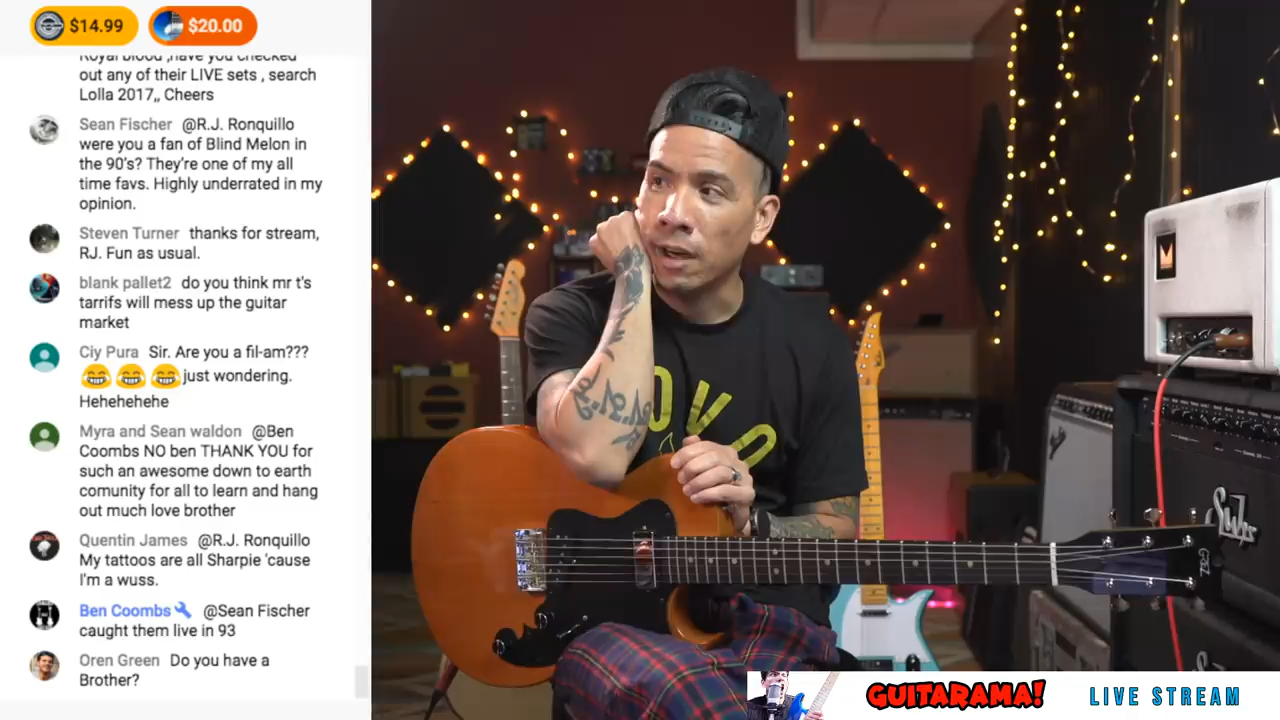 $14.99
$20.00
Royal blood ,have you checked
out any of their LIVE sets , search
Lolla 2017,, Cheers
Sean Fischer @R.J. Ronquillo
were you a fan of Blind Melon in
the 90's? They're one of my all
time favs. Highly underrated in my
opinion.
Steven Turner thanks for stream,
RJ. Fun as usual.
blank pallet2 do you think mr t's
tarrifs will mess up the guitar
market
Ciy Pura Sir. Are you a fil-am???
😂 😂 😂 just wondering.
Hehehehehe
Myra and Sean waldon @Ben
Coombs NO ben THANK YOU for
such an awesome down to earth
comunity for all to learn and hang
out much love brother
Quentin James @R.J. Ronquillo
My tattoos are all Sharpie 'cause
I'm a wuss.
Ben Coombs @Sean Fischer
caught them live in 93
Oren Green Do you have a
Brother?
OVO
Suhr
GUITARAMA!
LIVE STREAM